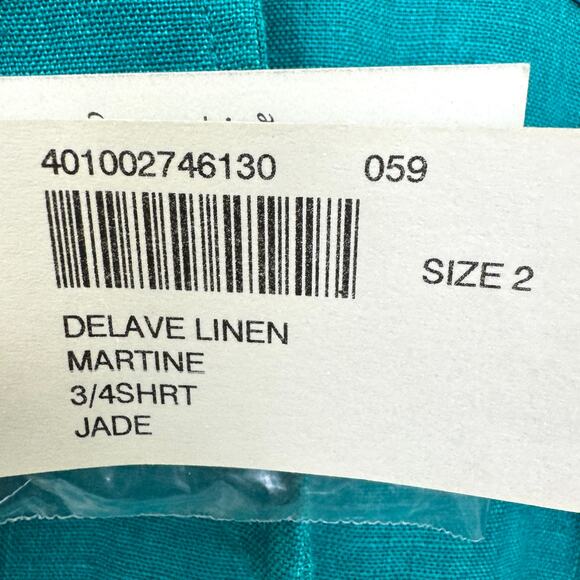 401002746130 059
SIZE 2
DELAVE LINEN
MARTINE
3/4SHRT
JADE